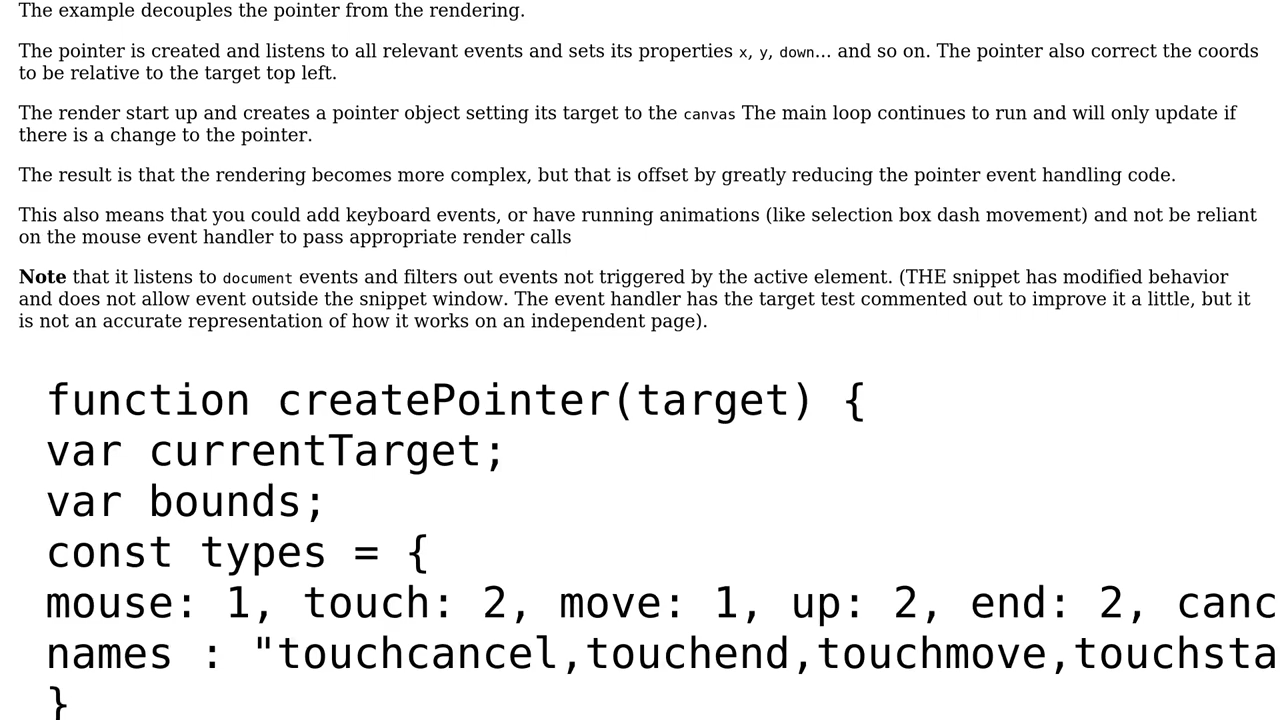 The example decouples the pointer from the rendering.
The pointer is created and listens to all relevant events and sets its properties x, y, down... and so on. The pointer also correct the coords
to be relative to the target top left.
The render start up and creates a pointer object setting its target to the canvas The main loop continues to run and will only update if
there is a change to the pointer.
The result is that the rendering becomes more complex, but that is offset by greatly reducing the pointer event handling code.
This also means that you could add keyboard events, or have running animations (like selection box dash movement) and not be reliant
on the mouse event handler to pass appropriate render calls
Note that it listens to document events and filters out events not triggered by the active element. (THE snippet has modified behavior
and does not allow event outside the snippet window. The event handler has the target test commented out to improve it a little, but it
is not an accurate representation of how it works on an independent page).
function createPointer(target) {
var currentTarget;
var bounds;
const types = {
mouse: 1, touch: 2, move: 1, up: 2, end: 2, canc
names : "touchcancel,touchend,touchmove,touchsta
}